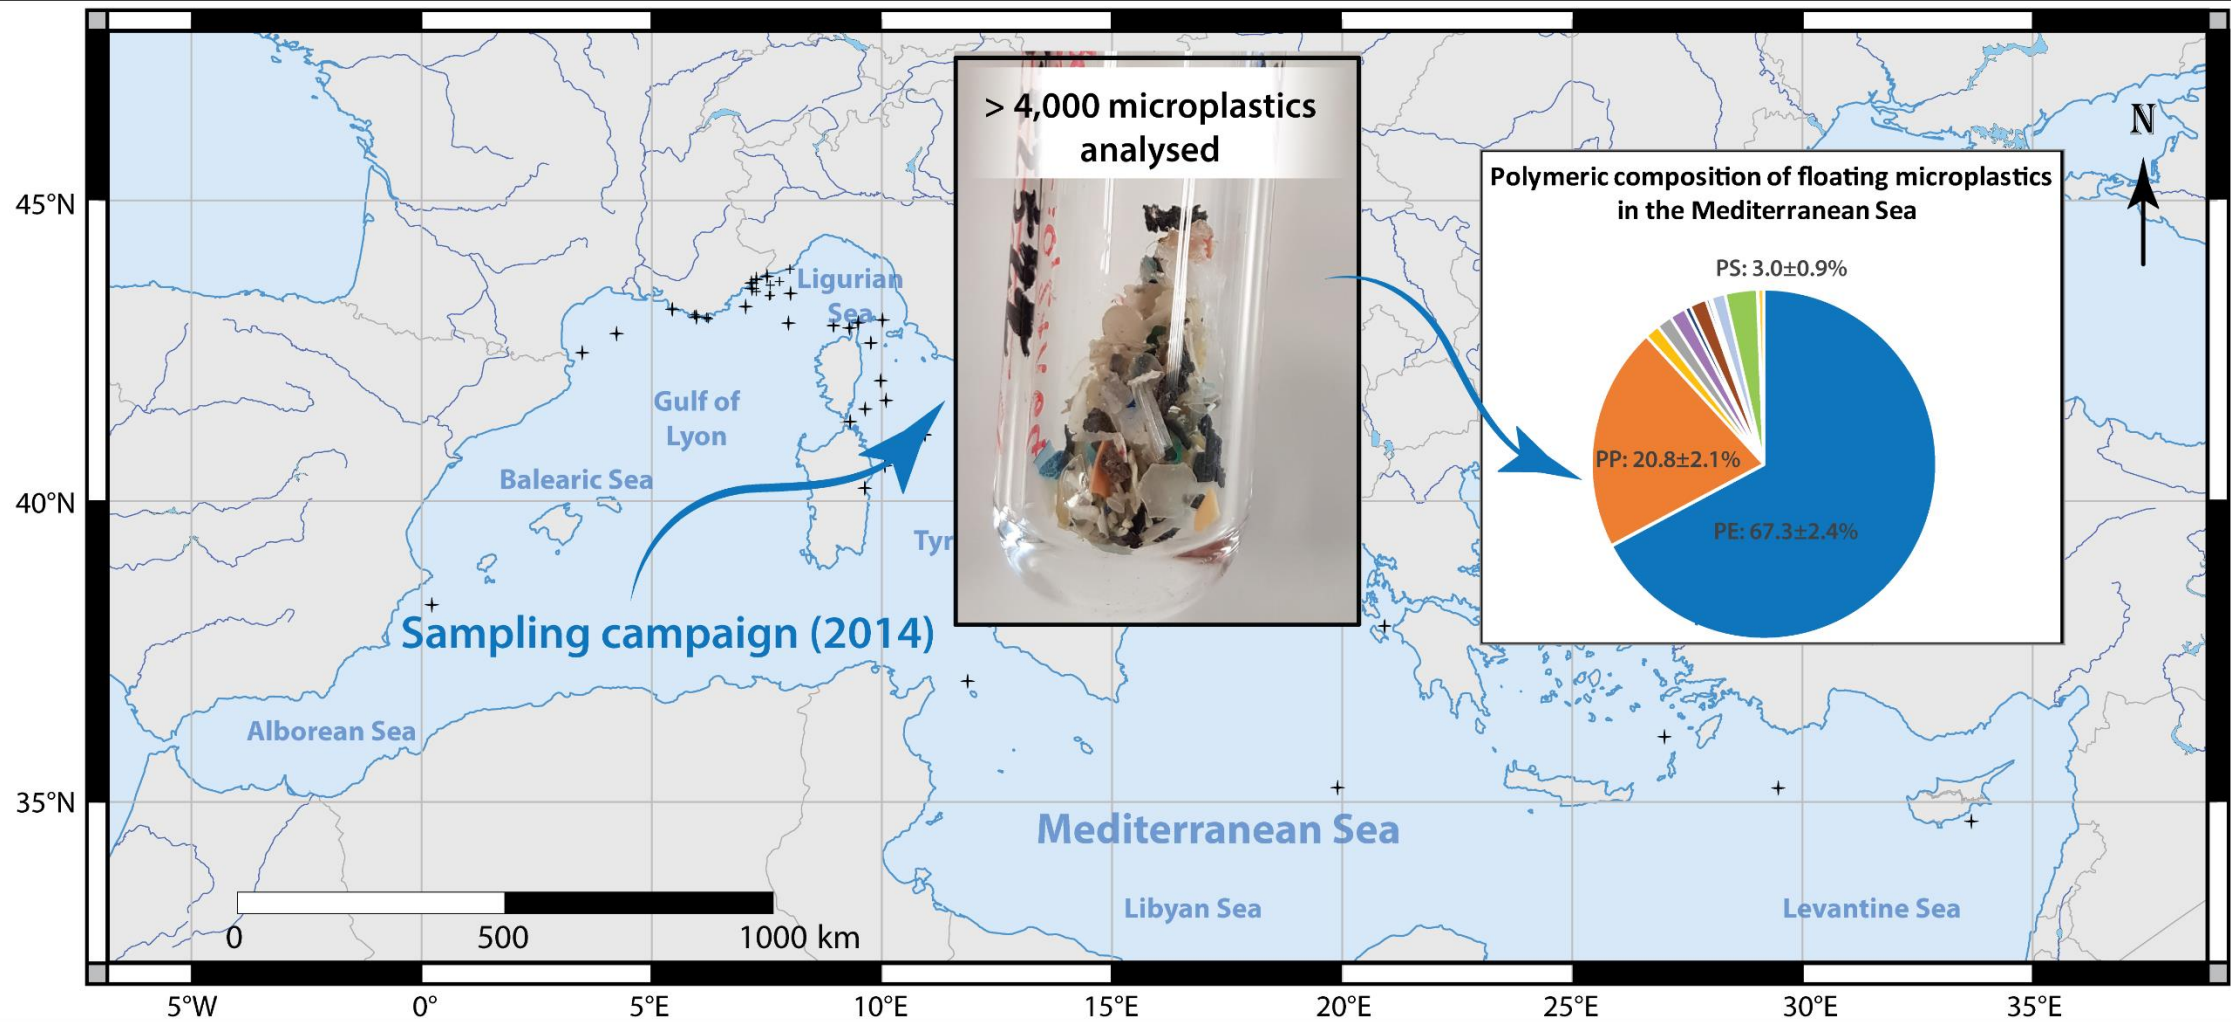 > 4,000 microplastics
analysed
N
Polymeric composition of floating microplastics
in the Mediterranean Sea
PS: 3.0±0.9%
PP: 20.8±2.1%
PE: 67.3±2.4%
45°N
40°N
35°N
Ligurian
Sea
Gulf of
Lyon
Balearic Sea
Tyr
Sampling campaign (2014)
Alborean Sea
Mediterranean Sea
Libyan Sea
Levantine Sea
0 500 1000 km
5°W 0° 5°E 10°E 15°E 20°E 25°E 30°E 35°E